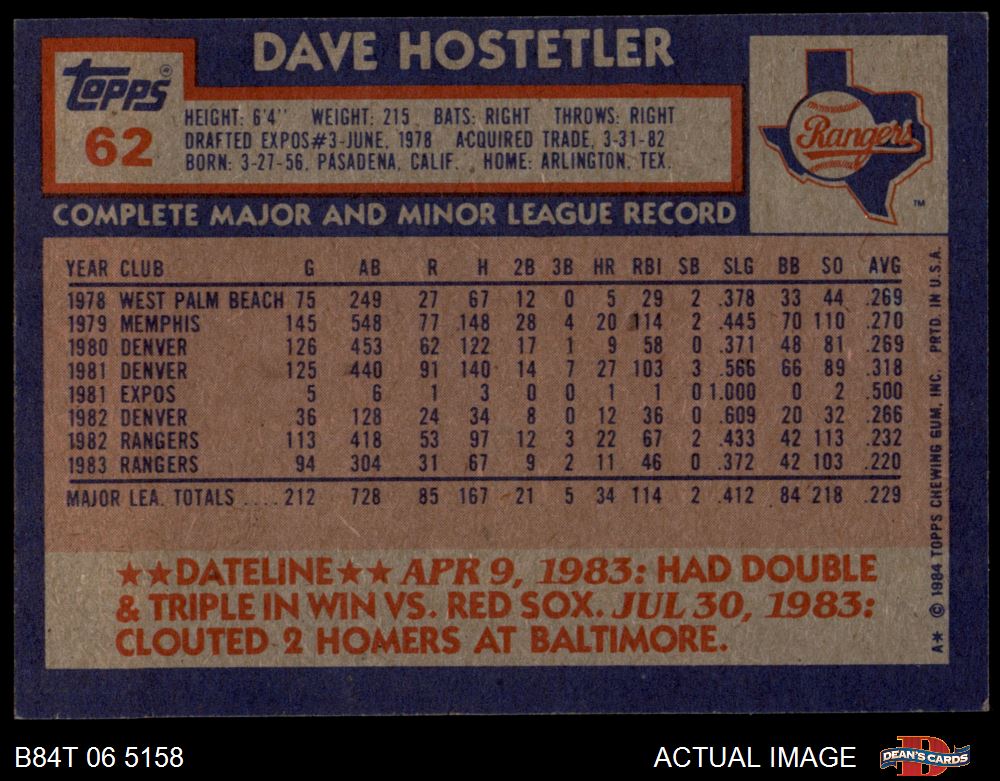 DAVE HOSTETLER
Topps®
62
HEIGHT: 6'4'' WEIGHT: 215 BATS: RIGHT THROWS: RIGHT
DRAFTED EXPOS#3-JUNE, 1978 ACQUIRED TRADE, 3-31-82
BORN: 3-27-56, PASADENA, CALIF. HOME: ARLINGTON, TEX.
Rangers
TM
COMPLETE MAJOR AND MINOR LEAGUE RECORD
YEAR CLUB G AB R H 2B 3B HR RBI SB SLG BB SO AVG
1978 WEST PALM BEACH 75 249 27 67 12 0 5 29 2 .378 33 44 .269
1979 MEMPHIS 145 548 77 148 28 4 20 114 2 .445 70 110 .270
1980 DENVER 126 453 62 122 17 1 9 58 0 .371 48 81 .269
1981 DENVER 125 440 91 140 14 7 27 103 3 .566 66 89 .318
1981 EXPOS 5 6 1 3 0 0 1 1 0 1.000 0 2 .500
1982 DENVER 36 128 24 34 8 0 12 36 0 .609 20 32 .266
1982 RANGERS 113 418 53 97 12 3 22 67 2 .433 42 113 .232
1983 RANGERS 94 304 31 67 9 2 11 46 0 .372 42 103 .220
MAJOR LEA. TOTALS .... 212 728 85 167 21 5 34 114 2 .412 84 218 .229
★★DATELINE★★ APR 9, 1983: HAD DOUBLE
& TRIPLE IN WIN VS. RED SOX. JUL 30, 1983:
CLOUTED 2 HOMERS AT BALTIMORE.
A* © 1984 TOPPS CHEWING GUM, INC. PRTD. IN U.S.A.
B84T 06 5158
ACTUAL IMAGE
DEAN'S CARDS